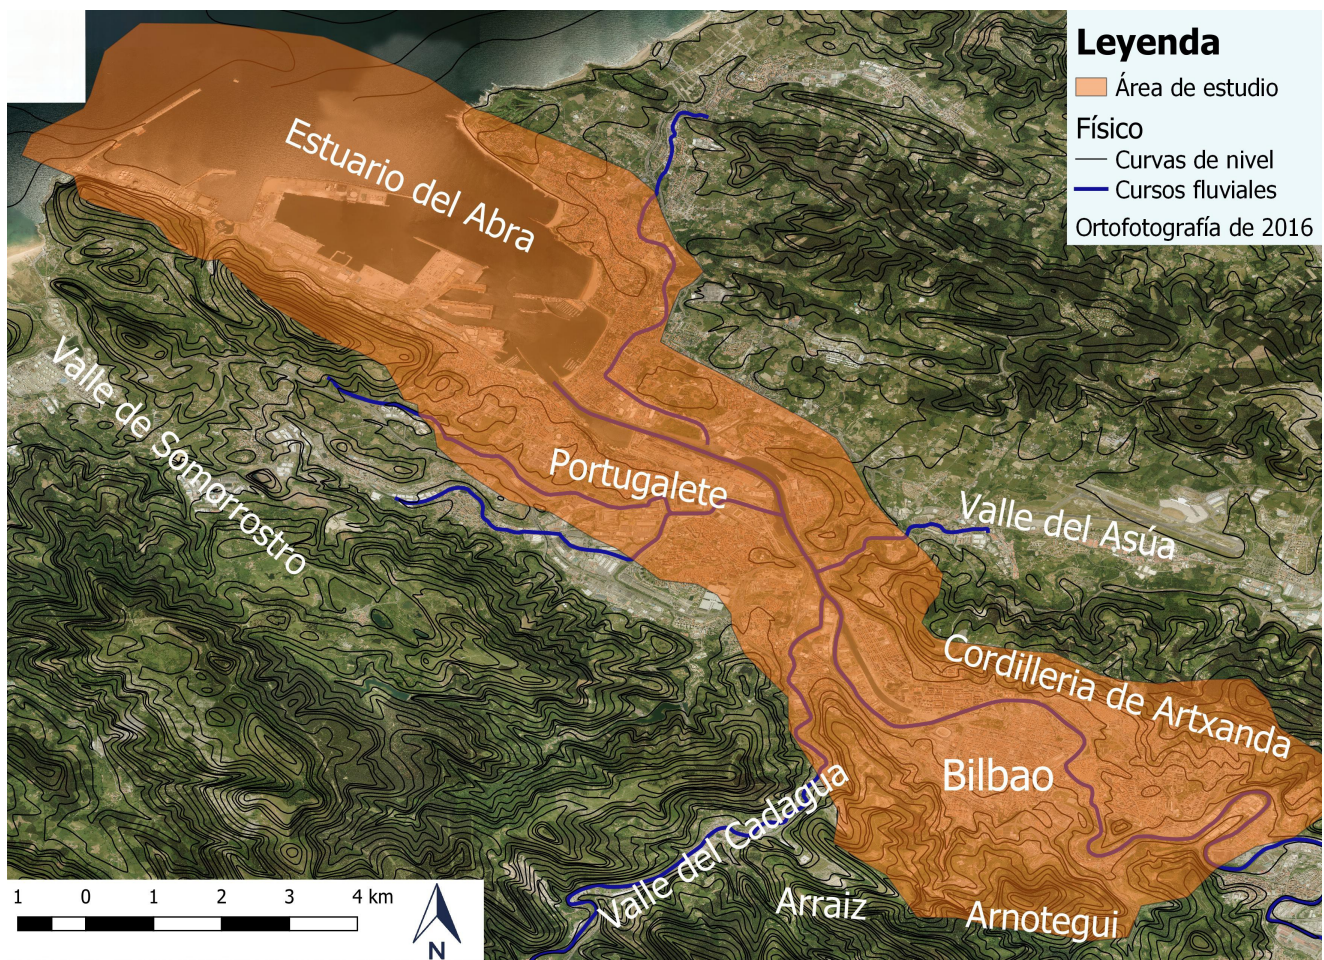 Leyenda
Área de estudio
Físico
Curvas de nivel
Cursos fluviales
Ortofotografía de 2016
Estuario del Abra
Valle de Somorrostro
Portugalete
Valle del Asúa
Cordilleria de Artxanda
Bilbao
Valle del Cadagua
Arraiz
Arnotegui
1 0 1 2 3 4 km
N